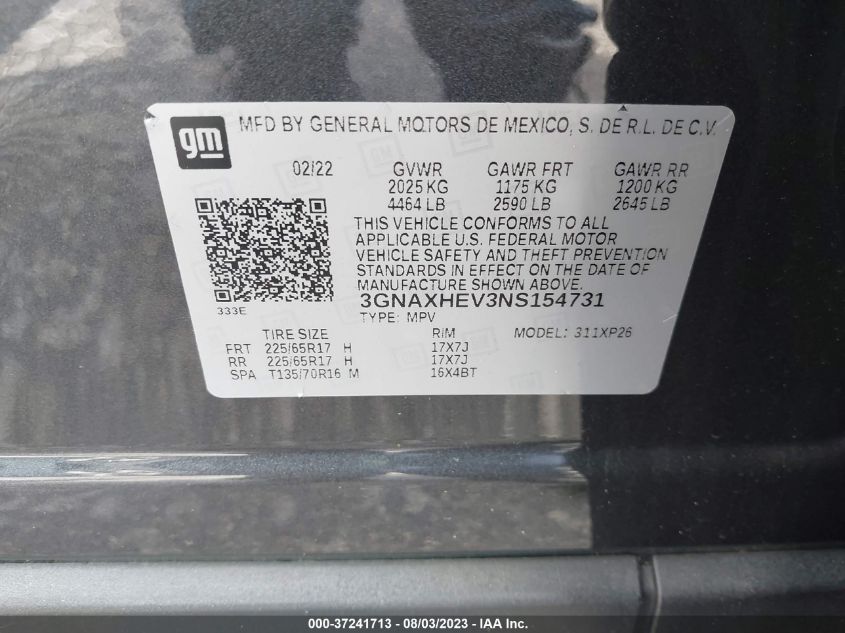 gm MFD BY GENERAL MOTORS DE MEXICO, S. DE R.L. DE C.V.
02/22 GVWR GAWR FRT GAWR RR
2025 KG 1175 KG 1200 KG
4464 LB 2590 LB 2645 LB
THIS VEHICLE CONFORMS TO ALL
APPLICABLE U.S. FEDERAL MOTOR
VEHICLE SAFETY AND THEFT PREVENTION
STANDARDS IN EFFECT ON THE DATE OF
MANUFACTURE SHOWN ABOVE.
333E 3GNAXHEV3NS154731
TYPE: MPV MODEL: 311XP26
TIRE SIZE RIM
FRT 225/65R17 H 17X7J
RR 225/65R17 H 17X7J
SPA T135/70R16 M 16X4BT
000-37241713 - 08/03/2023 - IAA Inc.